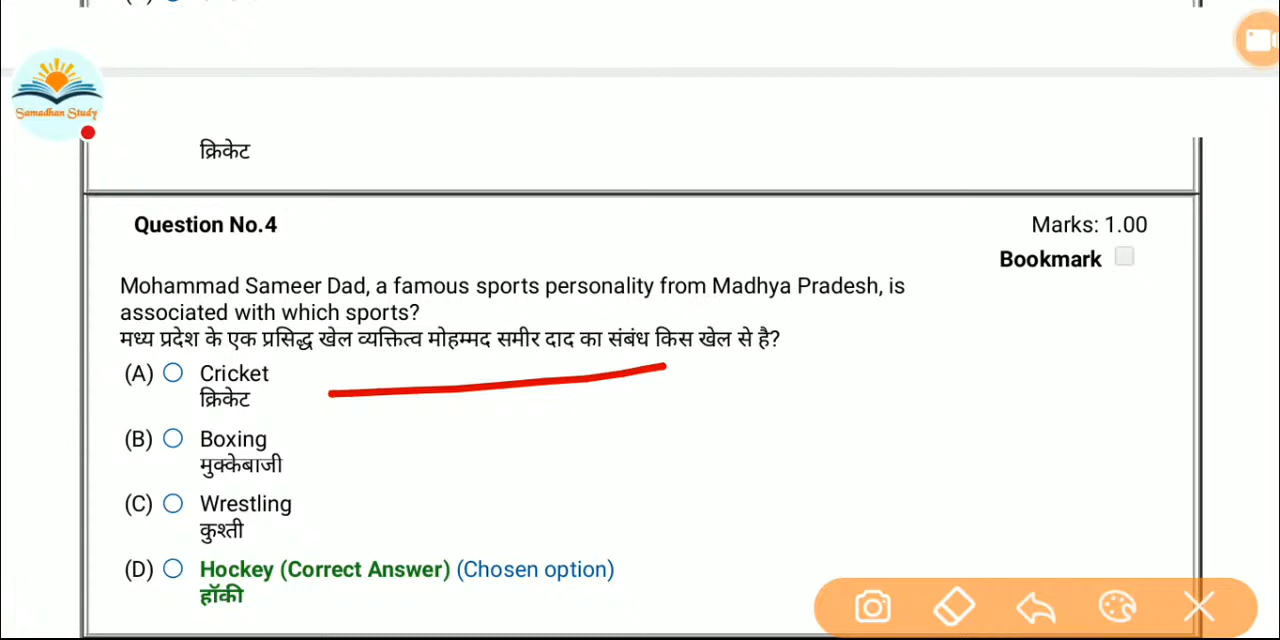 Samadhan Study
क्रिकेट
Question No.4
Marks: 1.00
Bookmark
Mohammad Sameer Dad, a famous sports personality from Madhya Pradesh, is
associated with which sports?
मध्य प्रदेश के एक प्रसिद्ध खेल व्यक्तित्व मोहम्मद समीर दाद का संबंध किस खेल से है?
(A) Cricket
क्रिकेट
(B) Boxing
मुक्केबाजी
(C) Wrestling
कुश्ती
(D) Hockey (Correct Answer) (Chosen option)
हॉकी